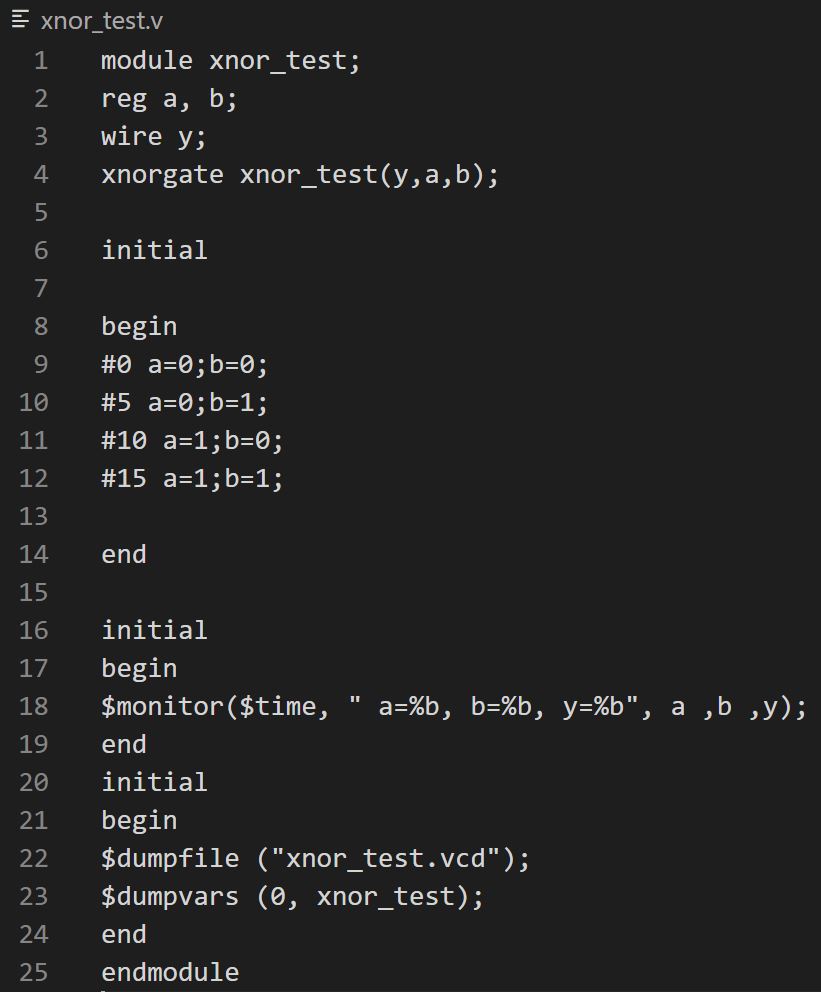 xnor_test.v
1 module xnor_test;
2 reg a, b;
3 wire y;
4 xnorgate xnor_test(y,a,b);
5
6 initial
7
8 begin
9 #0 a=0;b=0;
10 #5 a=0;b=1;
11 #10 a=1;b=0;
12 #15 a=1;b=1;
13
14 end
15
16 initial
17 begin
18 $monitor($time, " a=%b, b=%b, y=%b", a ,b ,y);
19 end
20 initial
21 begin
22 $dumpfile ("xnor_test.vcd");
23 $dumpvars (0, xnor_test);
24 end
25 endmodule